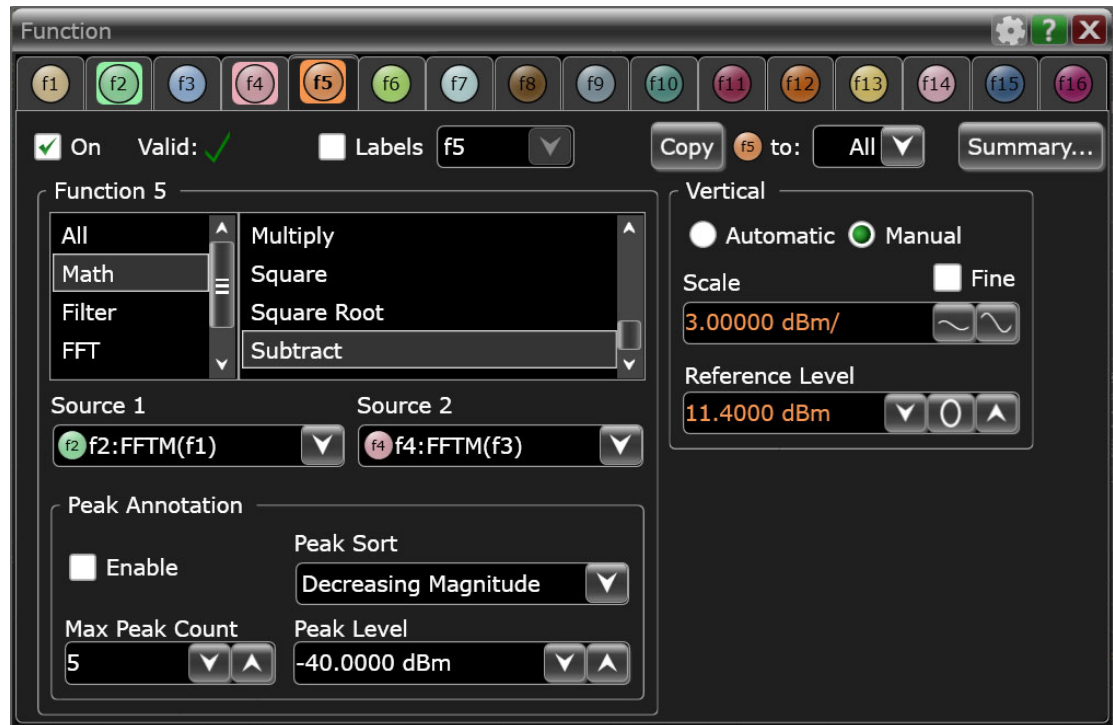 Function ?
f1 f2 f3 f4 f5 f6 f7 f8 f9 f10 f11 f12 f13 f14 f15 f16
On Valid: Labels f5 Copy f5 to: All Summary...
Function 5
All
Math
Filter
FFT
Multiply
Square
Square Root
Subtract
Source 1 Source 2
f2 f2:FFTM(f1) f4 f4:FFTM(f3)
Peak Annotation
Enable
Peak Sort
Decreasing Magnitude
Max Peak Count Peak Level
5 -40.0000 dBm
Vertical
Automatic Manual
Scale Fine
3.00000 dBm/
Reference Level
11.4000 dBm 0